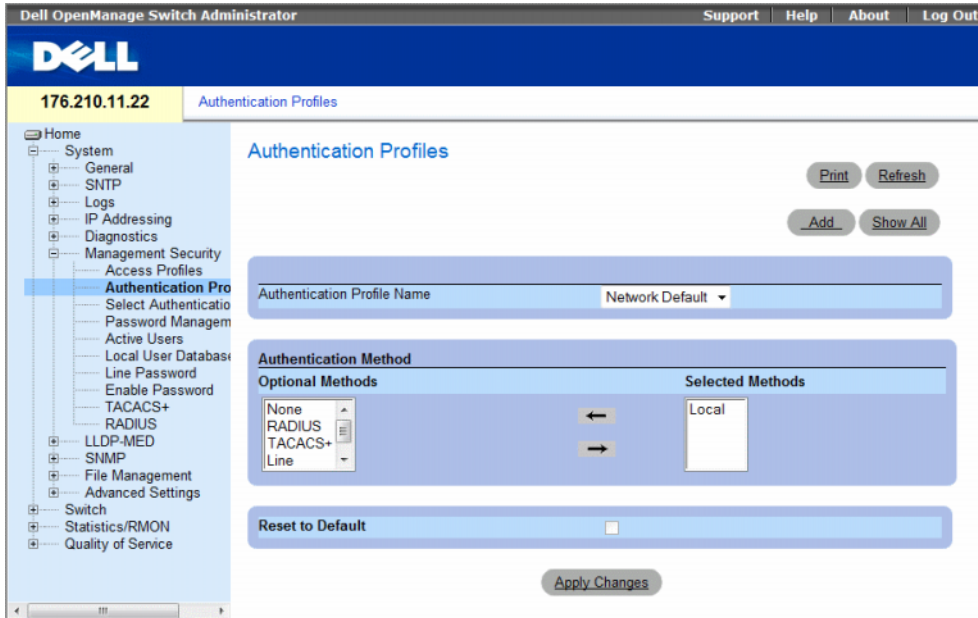 Dell OpenManage Switch Administrator
Support Help About Log Out
DELL
176.210.11.22
Authentication Profiles
Home
System
General
SNTP
Logs
IP Addressing
Diagnostics
Management Security
Access Profiles
Authentication Pro
Select Authenticatio
Password Managem
Active Users
Local User Database
Line Password
Enable Password
TACACS+
RADIUS
LLDP-MED
SNMP
File Management
Advanced Settings
Switch
Statistics/RMON
Quality of Service
Authentication Profiles
Print Refresh
Add Show All
Authentication Profile Name Network Default
Authentication Method
Optional Methods Selected Methods
None
RADIUS
TACACS+
Line
Local
Reset to Default
Apply Changes